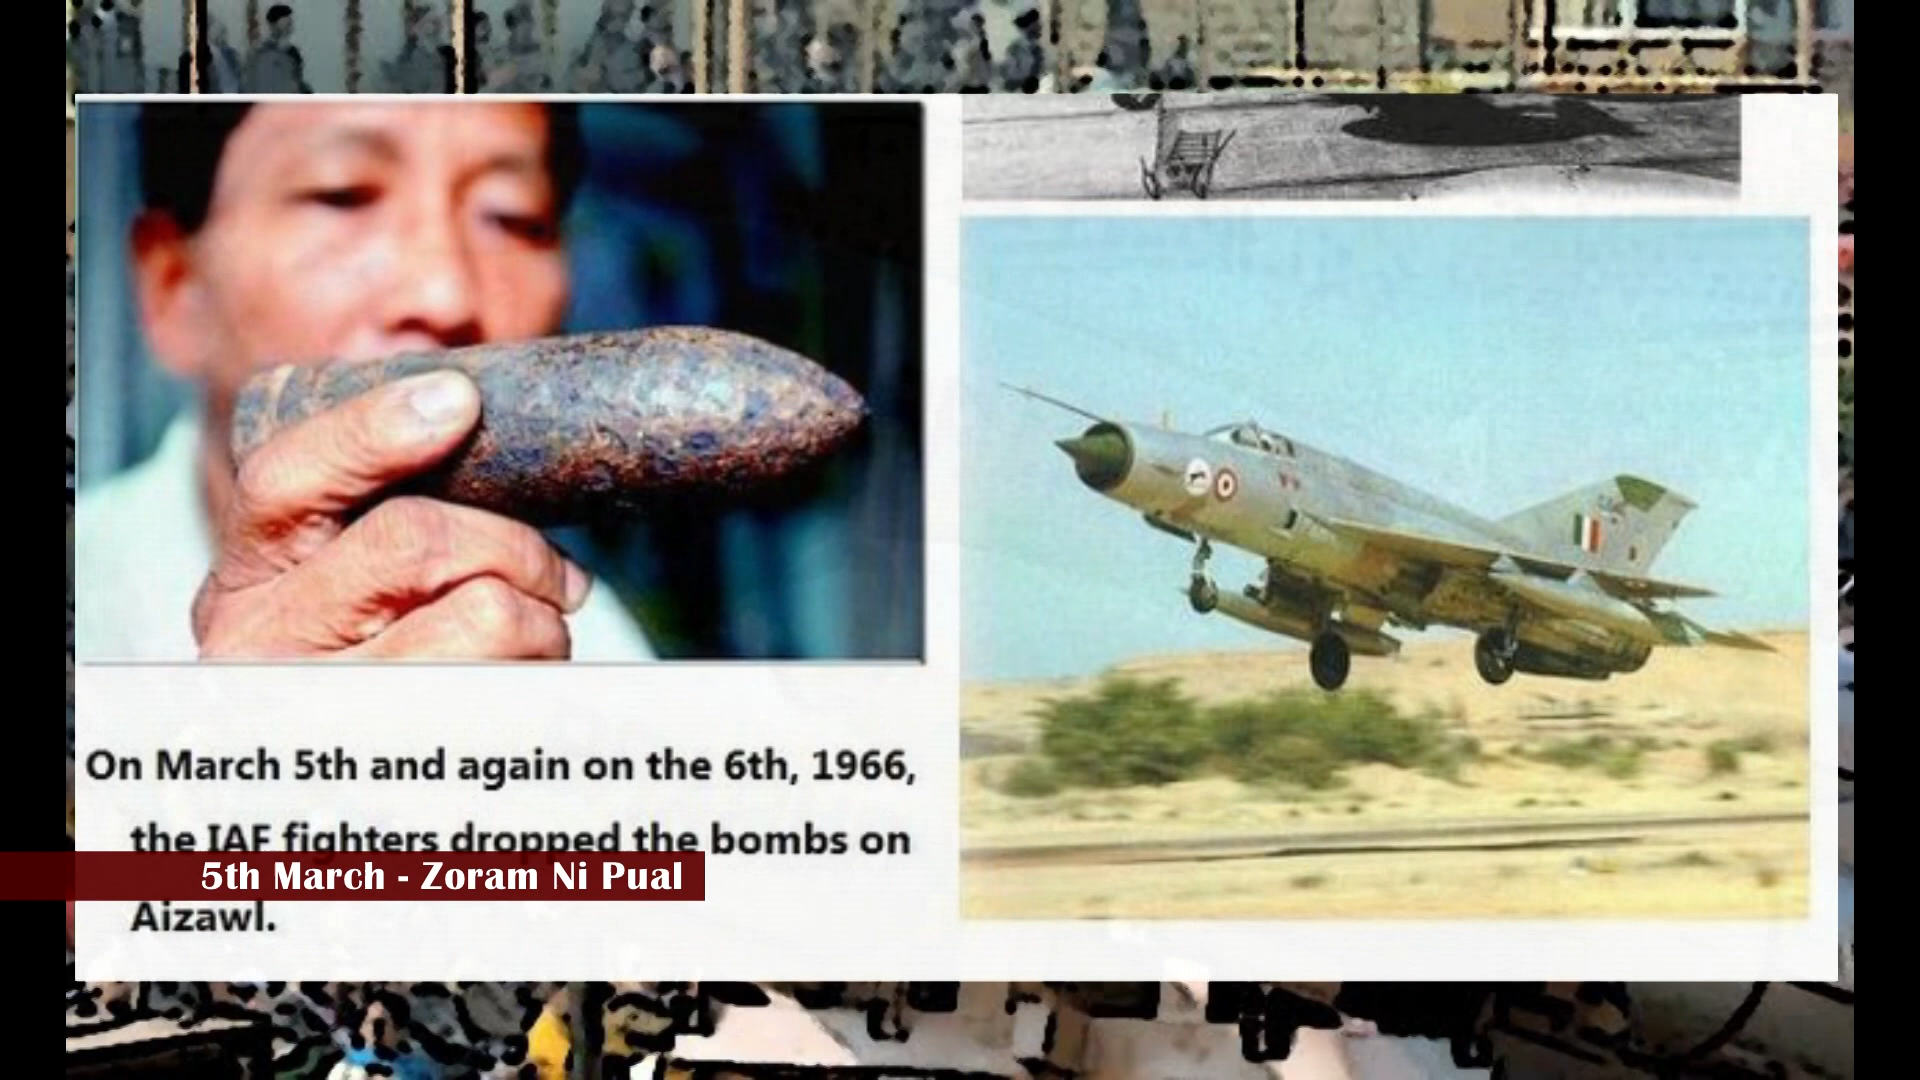 On March 5th and again on the 6th, 1966,
the IAF fighters dropped the bombs on
5th March - Zoram Ni Pual
Aizawl.